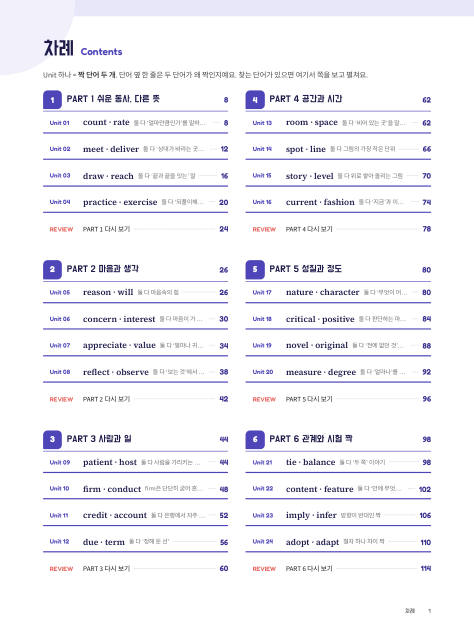 차례 Contents
Unit 하나 = 짝 단어 두 개. 단어 옆 한 줄은 두 단어가 왜 짝인지예요. 찾는 단어가 있으면 여기서 쪽을 보고 펼쳐요.
1 PART 1 쉬운 동사, 다른 뜻 8
Unit 01 count · rate 둘 다 '얼마만큼인가'를 말하… 8
Unit 02 meet · deliver 둘 다 '상대가 바라는 곳… 12
Unit 03 draw · reach 둘 다 '끝과 끝을 잇는' 말 16
Unit 04 practice · exercise 둘 다 '되풀이해… 20
REVIEW PART 1 다시 보기 24
2 PART 2 마음과 생각 26
Unit 05 reason · will 둘 다 마음속의 힘 26
Unit 06 concern · interest 둘 다 마음이 가… 30
Unit 07 appreciate · value 둘 다 '얼마나 귀… 34
Unit 08 reflect · observe 둘 다 '보는 것'에서 … 38
REVIEW PART 2 다시 보기 42
3 PART 3 사람과 일 44
Unit 09 patient · host 둘 다 사람을 가리키는 … 44
Unit 10 firm · conduct firm은 단단히 굳어 흔… 48
Unit 11 credit · account 둘 다 은행에서 자주 … 52
Unit 12 due · term 둘 다 '정해 둔 선' 56
REVIEW PART 3 다시 보기 60
4 PART 4 공간과 시간 62
Unit 13 room · space 둘 다 '비어 있는 곳'을 말… 62
Unit 14 spot · line 둘 다 그림의 가장 작은 단위 66
Unit 15 story · level 둘 다 위로 쌓아 올리는 그림 70
Unit 16 current · fashion 둘 다 '지금'과 이… 74
REVIEW PART 4 다시 보기 78
5 PART 5 성질과 정도 80
Unit 17 nature · character 둘 다 '무엇이 어… 80
Unit 18 critical · positive 둘 다 판단하는 마… 84
Unit 19 novel · original 둘 다 '전에 없던 것'… 88
Unit 20 measure · degree 둘 다 '얼마나'를 … 92
REVIEW PART 5 다시 보기 96
6 PART 6 관계와 시험 짝 98
Unit 21 tie · balance 둘 다 '두 쪽' 이야기 98
Unit 22 content · feature 둘 다 '안에 무엇… 102
Unit 23 imply · infer 방향이 반대인 짝 106
Unit 24 adopt · adapt 철자 하나 차이 짝 110
REVIEW PART 6 다시 보기 114
차례 1